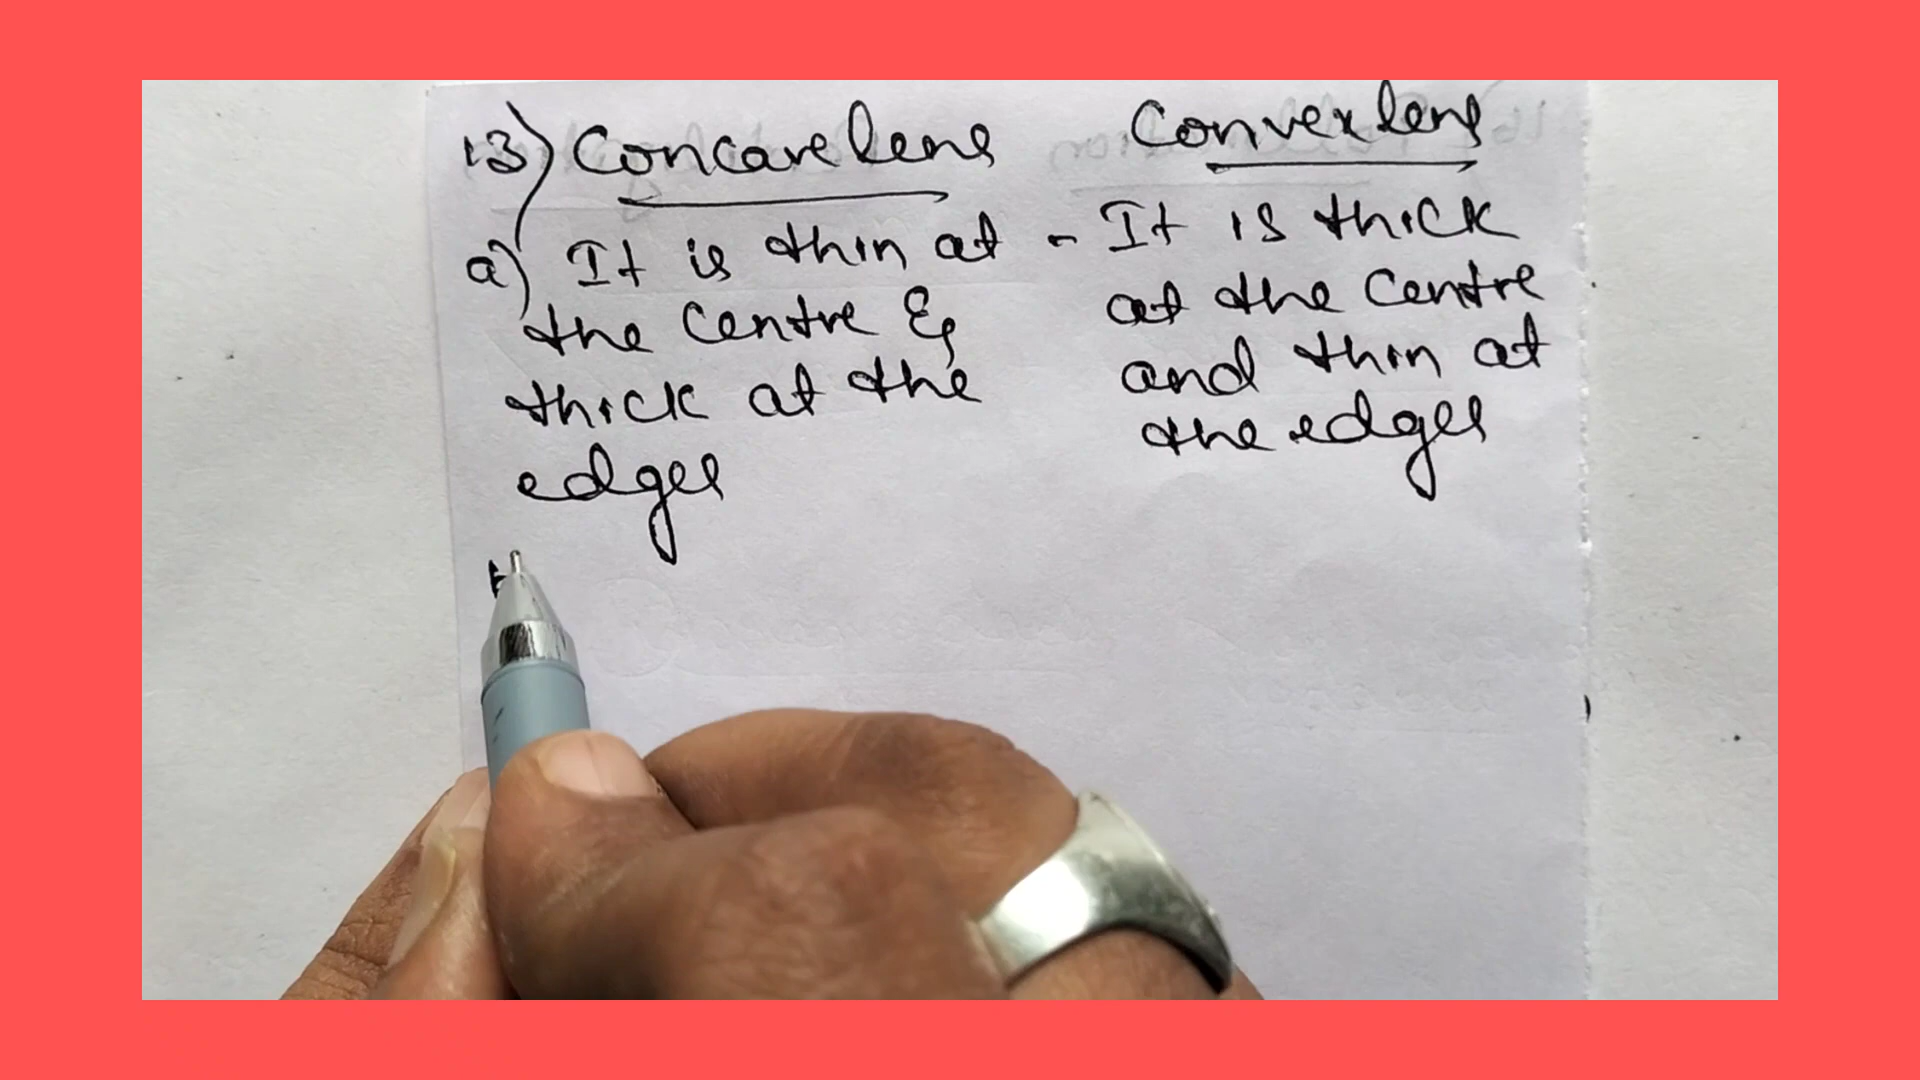 13) Concave lens
a) It is thin at
the Centre &
thick at the
edges
Convex lens
- It is thick
at the Centre
and thin at
the edges